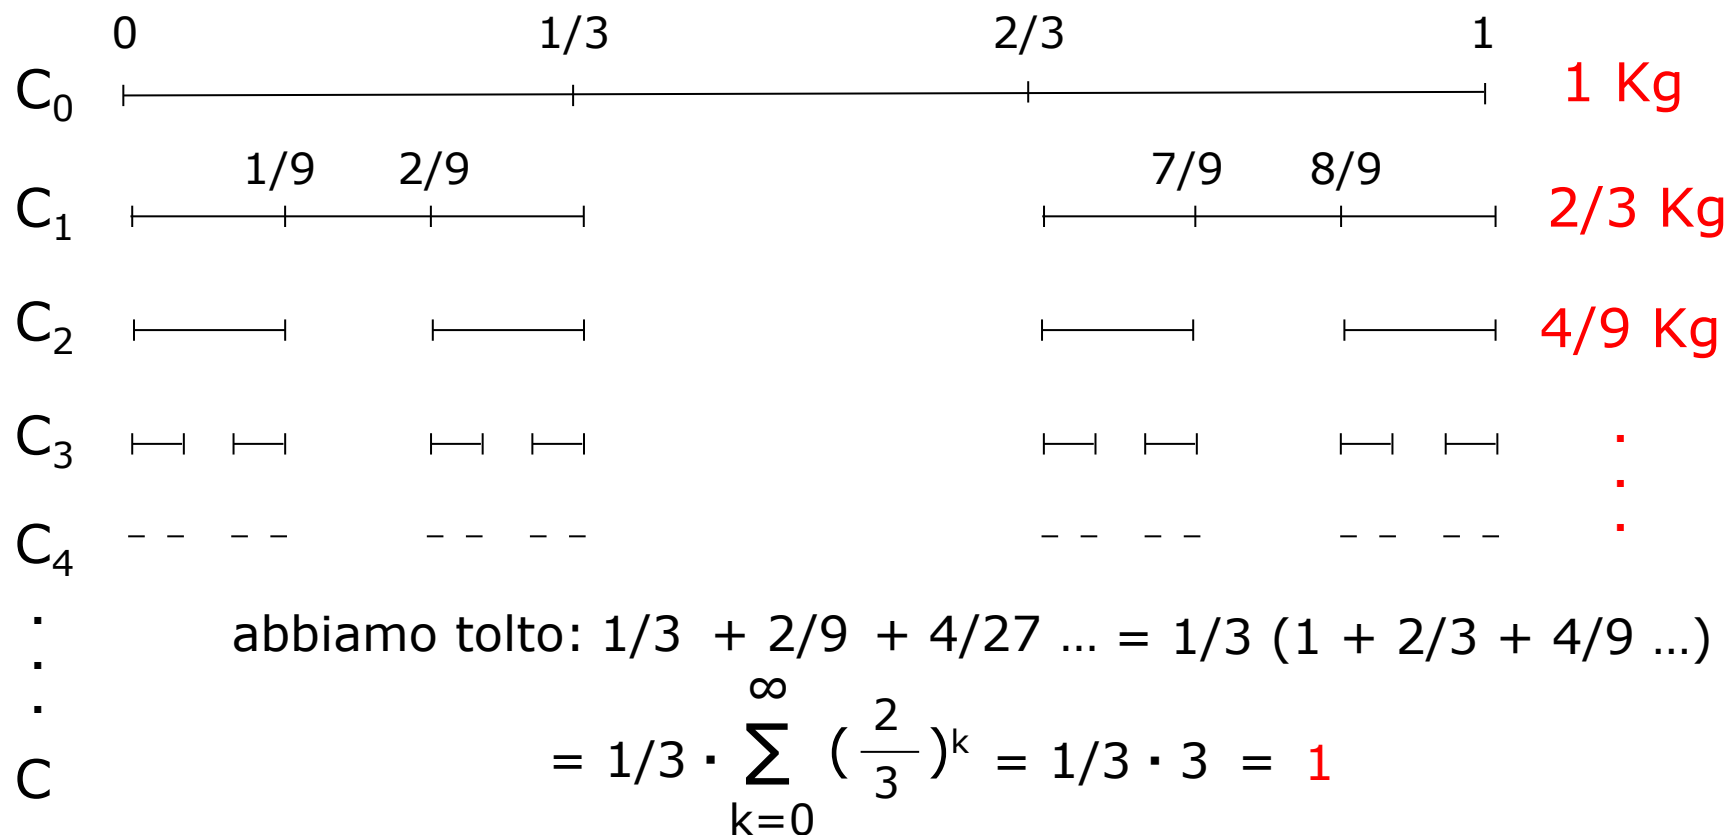 0 1/3 2/3 1
C₀ 1 Kg
1/9 2/9 7/9 8/9
C₁ 2/3 Kg
C₂ 4/9 Kg
C₃ .
.
C₄ .
.
.
.
abbiamo tolto: 1/3 + 2/9 + 4/27 … = 1/3 (1 + 2/3 + 4/9 …)
= 1/3 · ∑ₖ₌₀^∞ (2/3)ᵏ = 1/3 · 3 = 1
C